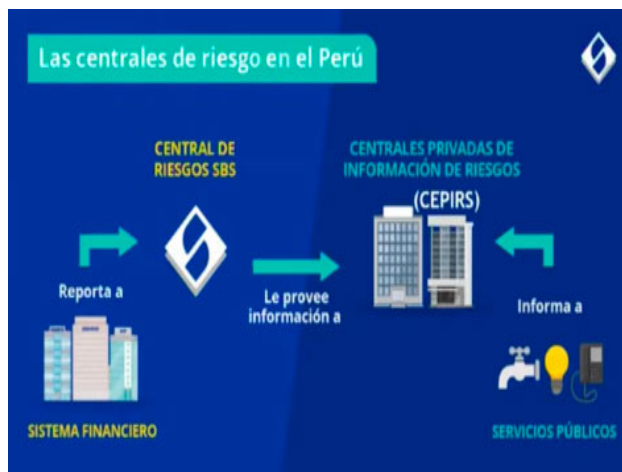 Las centrales de riesgo en el Perú
CENTRAL DE
RIESGOS SBS
CENTRALES PRIVADAS DE
INFORMACIÓN DE RIESGOS
(CEPIRS)
Reporta a
Le provee
información a
Informa a
SISTEMA FINANCIERO
SERVICIOS PÚBLICOS